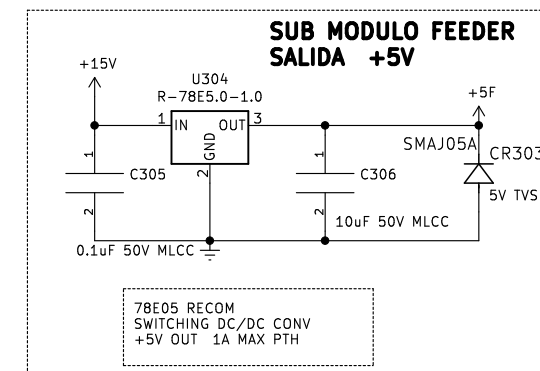 SUB MODULO FEEDER
SALIDA +5V
+15V
U304
R-78E5.0-1.0
+5F
1 IN OUT 3
GND
2
SMAJ05A
CR303
1
C305
2
1
C306
2
5V TVS
0.1uF 50V MLCC
10uF 50V MLCC
78E05 RECOM
SWITCHING DC/DC CONV
+5V OUT 1A MAX PTH